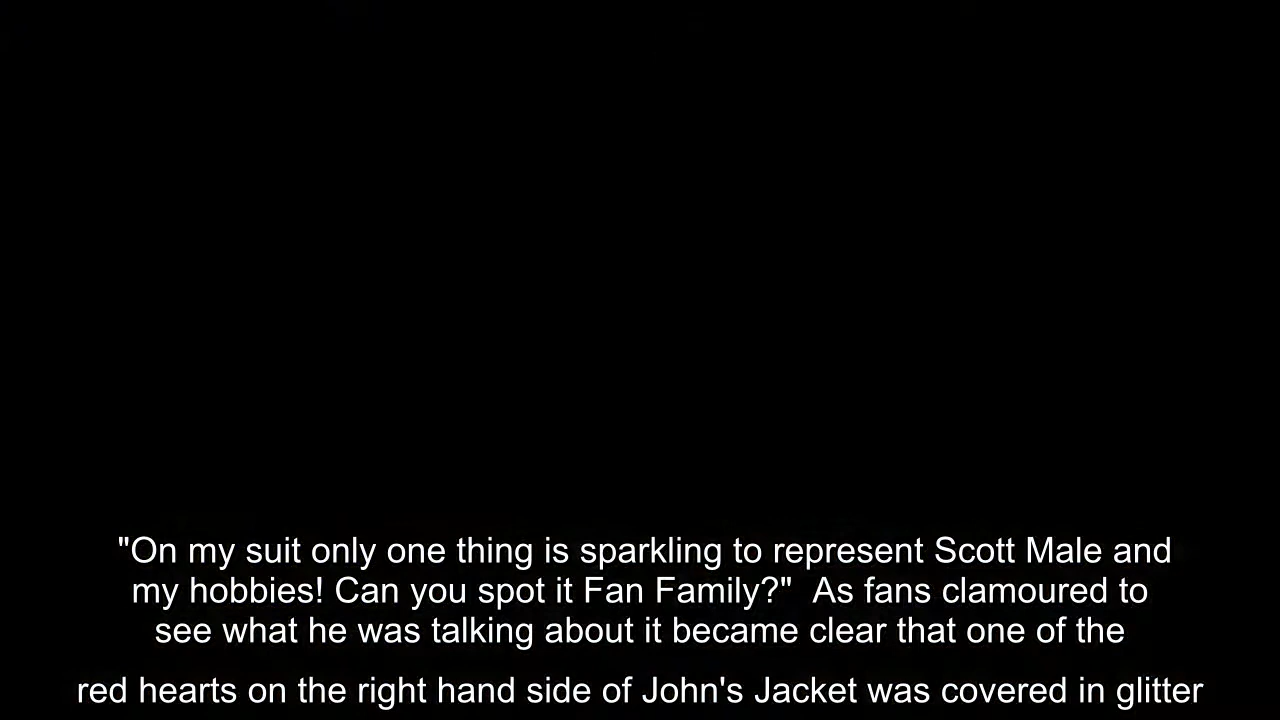 "On my suit only one thing is sparkling to represent Scott Male and
my hobbies! Can you spot it Fan Family?"  As fans clamoured to
see what he was talking about it became clear that one of the
red hearts on the right hand side of John's Jacket was covered in glitter